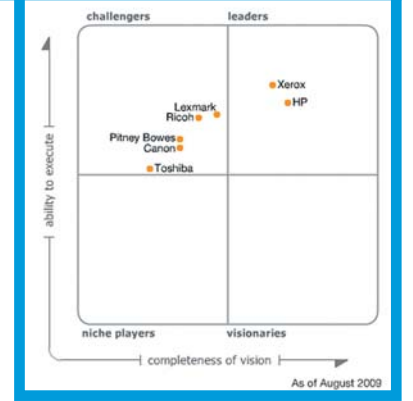 challengers leaders
Xerox
HP
Lexmark
Ricoh
Pitney Bowes
Canon
Toshiba
ability to execute
niche players visionaries
completeness of vision
As of August 2009